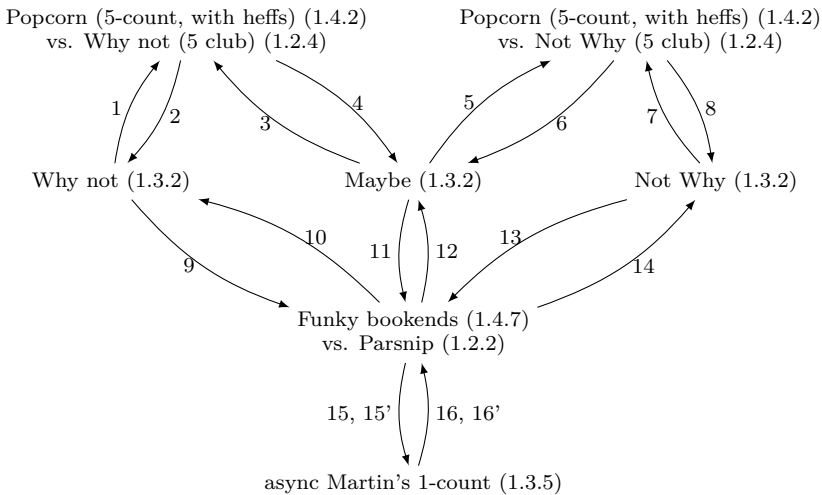 Popcorn (5-count, with heffs) (1.4.2)
vs. Why not (5 club) (1.2.4)
Popcorn (5-count, with heffs) (1.4.2)
vs. Not Why (5 club) (1.2.4)
1
2
3
4
5
6
7
8
Why not (1.3.2)
Maybe (1.3.2)
Not Why (1.3.2)
9
10
11
12
13
14
Funky bookends (1.4.7)
vs. Parsnip (1.2.2)
15, 15’
16, 16’
async Martin’s 1-count (1.3.5)